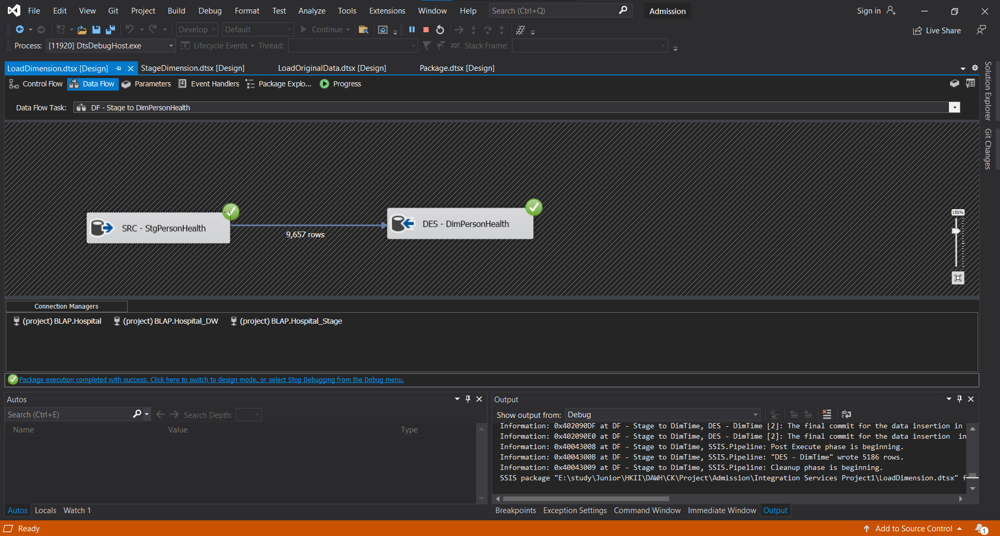 File Edit View Git Project Build Debug Format Test Analyze Tools Extensions Window Help Search (Ctrl+Q) Admission Sign in
Develop Default Continue Live Share
Process: [11920] DtsDebugHost.exe Lifecycle Events Thread: Stack Frame:
LoadDimension.dtsx [Design] StageDimension.dtsx [Design] LoadOriginalData.dtsx [Design] Package.dtsx [Design]
Control Flow Data Flow Parameters Event Handlers Package Explo... Progress
Data Flow Task: DF - Stage to DimPersonHealth
Solution Explorer
Git Changes
SRC - StgPersonHealth
9,657 rows
DES - DimPersonHealth
150%
Connection Managers
(project) BLAP.Hospital (project) BLAP.Hospital_DW (project) BLAP.Hospital_Stage
Package execution completed with success. Click here to switch to design mode, or select Stop Debugging from the Debug menu.
Autos
Search (Ctrl+E) Search Depth:
Name Value Type
Autos Locals Watch 1
Output
Show output from: Debug
Information: 0x402090DF at DF - Stage to DimTime, DES - DimTime [2]: The final commit for the data insertion in
Information: 0x402090E0 at DF - Stage to DimTime, DES - DimTime [2]: The final commit for the data insertion in
Information: 0x40043008 at DF - Stage to DimTime, SSIS.Pipeline: Post Execute phase is beginning.
Information: 0x4004300B at DF - Stage to DimTime, SSIS.Pipeline: "DES - DimTime" wrote 5186 rows.
Information: 0x40043009 at DF - Stage to DimTime, SSIS.Pipeline: Cleanup phase is beginning.
SSIS package "E:\study\Junior\HKII\DAWH\CK\Project\Admission\Integration Services Project1\LoadDimension.dtsx" f
Breakpoints Exception Settings Command Window Immediate Window Output
Ready Add to Source Control 1